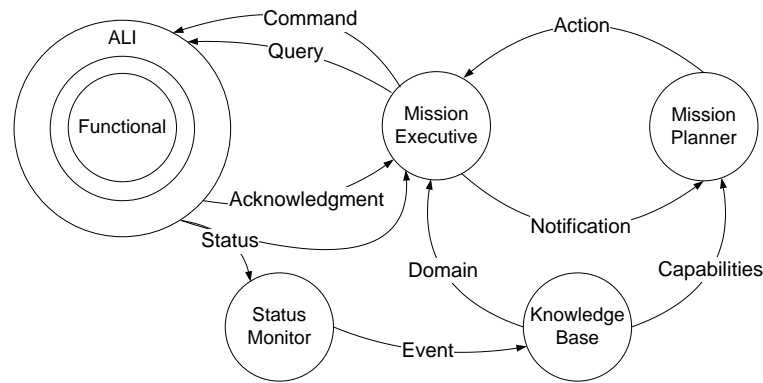 Command
ALI
Action
Query
Functional
Mission
Executive
Mission
Planner
Acknowledgment
Notification
Status
Domain
Capabilities
Status
Monitor
Knowledge
Base
Event